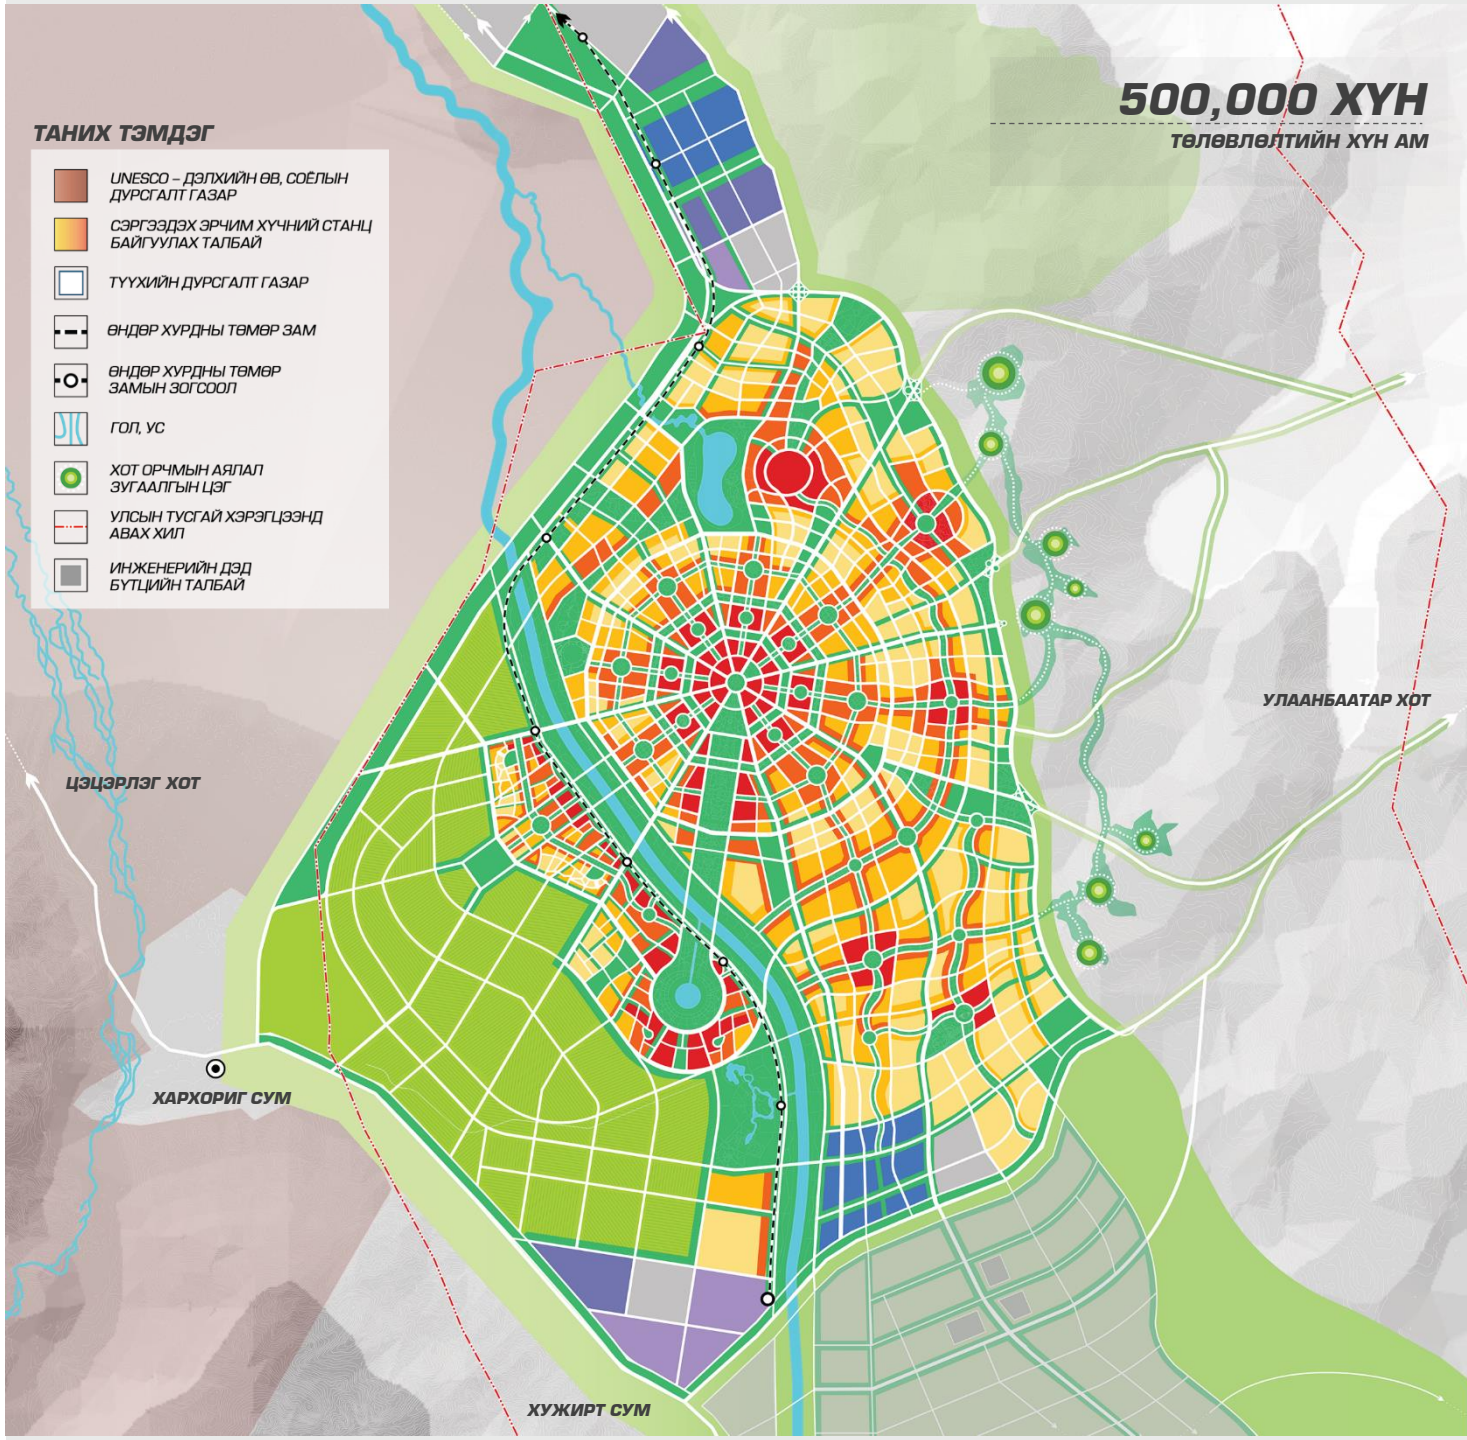 500,000 ХҮН
ТӨЛӨВЛӨЛТИЙН ХҮН АМ
ТАНИХ ТЭМДЭГ
UNESCO – ДЭЛХИЙН ӨВ, СОЁЛЫН
ДУРСГАЛТ ГАЗАР
СЭРГЭЭДЭХ ЭРЧИМ ХҮЧНИЙ СТАНЦ
БАЙГУУЛАХ ТАЛБАЙ
ТҮҮХИЙН ДУРСГАЛТ ГАЗАР
ӨНДӨР ХУРДНЫ ТӨМӨР ЗАМ
ӨНДӨР ХУРДНЫ ТӨМӨР
ЗАМЫН ЗОГСООЛ
ГОЛ, УС
ХОТ ОРЧМЫН АЯЛАЛ
ЗУГААЛГЫН ЦЭГ
УЛСЫН ТУСГАЙ ХЭРЭГЦЭЭНД
АВАХ ХИЛ
ИНЖЕНЕРИЙН ДЭД
БҮТЦИЙН ТАЛБАЙ
УЛААНБААТАР ХОТ
ЦЭЦЭРЛЭГ ХОТ
ХАРХОРИГ СУМ
ХУЖИРТ СУМ